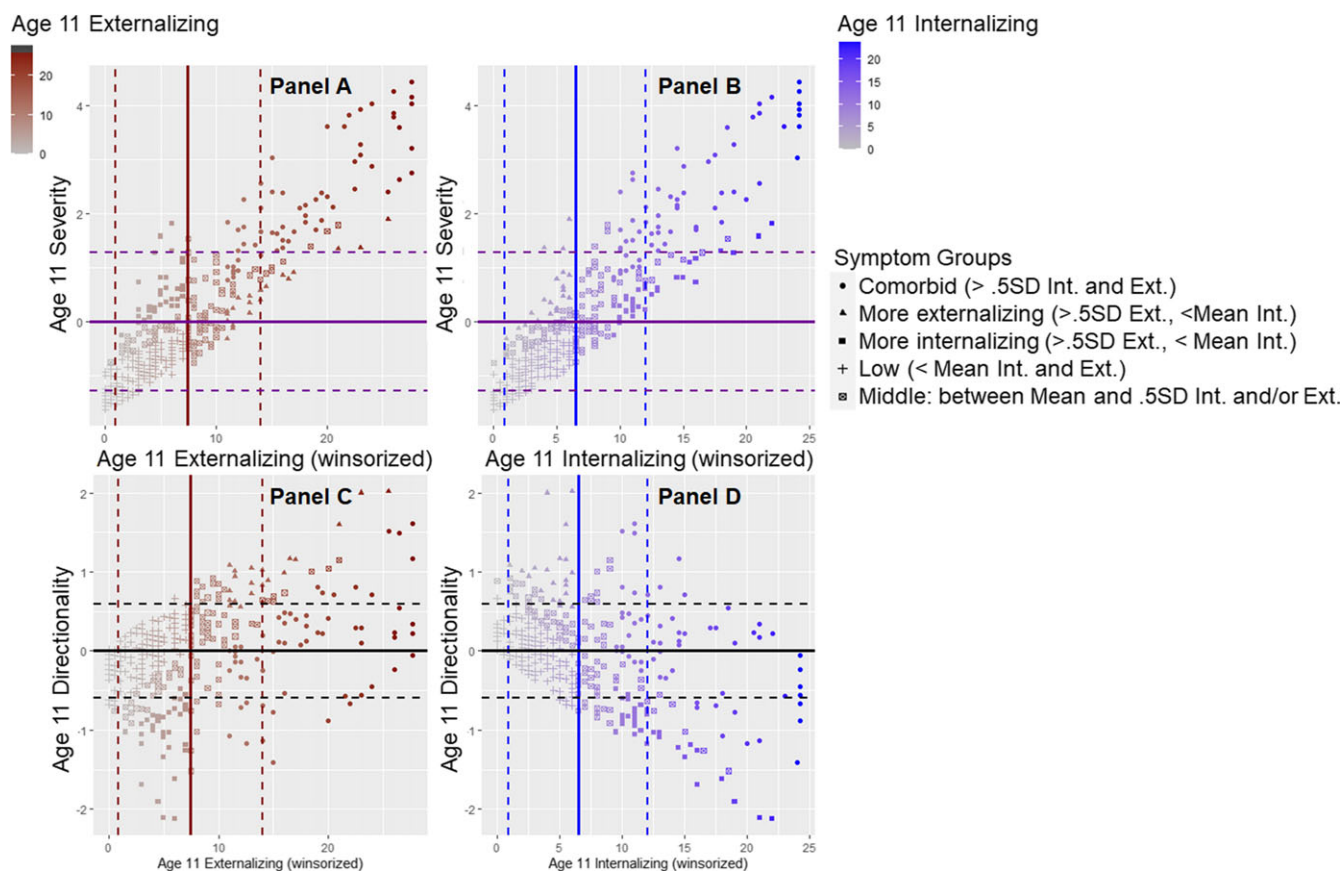 Age 11 Externalizing
Age 11 Internalizing
20
10
0
20
15
10
5
0
Panel A
Panel B
Age 11 Severity
4
2
0
Age 11 Severity
4
2
0
0
10
20
0
5
10
15
20
25
Symptom Groups
Comorbid (> .5SD Int. and Ext.)
More externalizing (>.5SD Ext., <Mean Int.)
More internalizing (>.5SD Ext., < Mean Int.)
Low (< Mean Int. and Ext.)
Middle: between Mean and .5SD Int. and/or Ext.
Age 11 Externalizing (winsorized)
Age 11 Internalizing (winsorized)
Panel C
Panel D
Age 11 Directionality
2
1
0
-1
-2
Age 11 Directionality
2
1
0
-1
-2
0
10
20
0
5
10
15
20
25
Age 11 Externalizing (winsorized)
Age 11 Internalizing (winsorized)